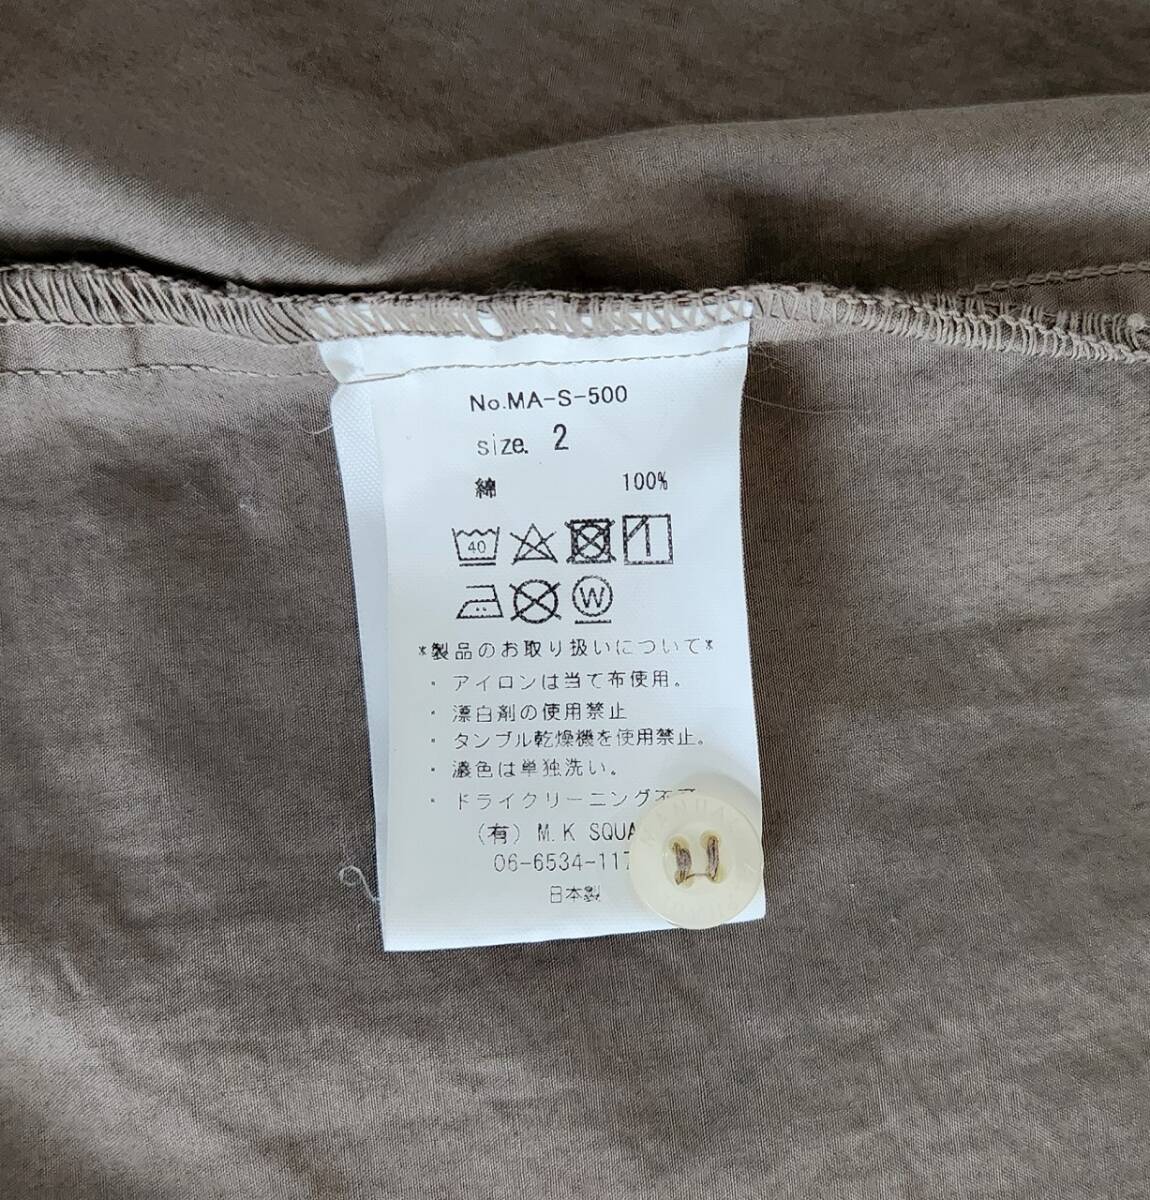 No.MA-S-500
size. 2
綿 100%
40
W
*製品のお取り扱いについて*
・アイロンは当て布使用。
・漂白剤の使用禁止
・タンブル乾燥機を使用禁止。
・濃色は単独洗い。
・ドライクリーニング不可
(有) M.K SQUA
06-6534-117
日本製